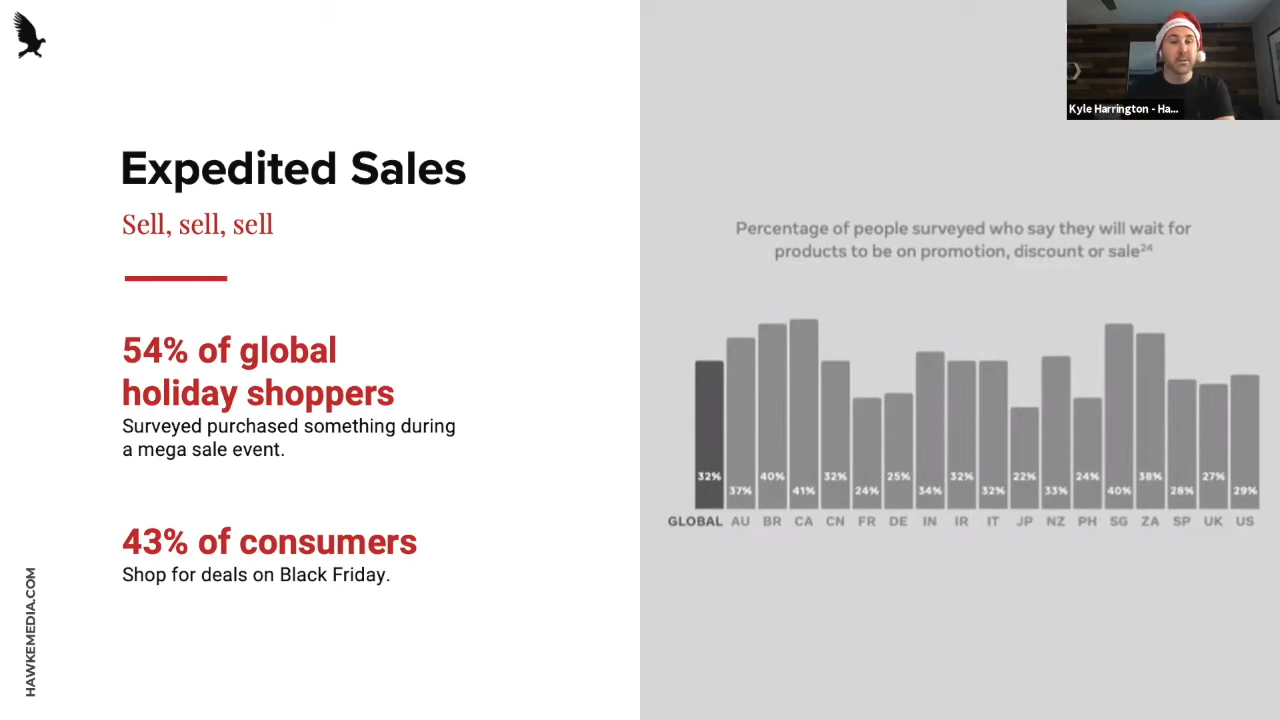 Expedited Sales
Sell, sell, sell
54% of global
holiday shoppers
Surveyed purchased something during
a mega sale event.
43% of consumers
Shop for deals on Black Friday.
HAWKEMEDIA.COM
Kyle Harrington - Ha...
Percentage of people surveyed who say they will wait for
products to be on promotion, discount or sale²⁴
32% 37% 40% 41% 32% 24% 25% 34% 32% 32% 22% 33% 24% 40% 38% 28% 27% 29%
GLOBAL AU BR CA CN FR DE IN IR IT JP NZ PH SG ZA SP UK US